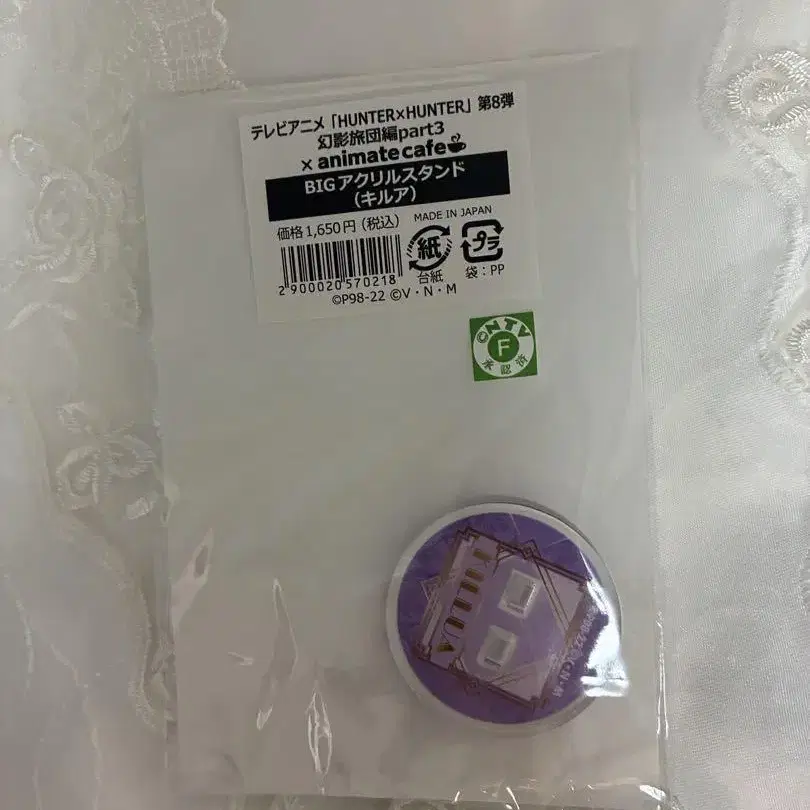 テレビアニメ「HUNTER×HUNTER」第8弾
幻影旅団編part3
×animatecafe
BIGアクリルスタンド
(キルア)
価格1,650円(税込)
MADE IN JAPAN
紙
プラ
台紙
袋:PP
2 900020 570218
©P98-22 ©V・N・M
©NTV
F
承認済
KILLUA